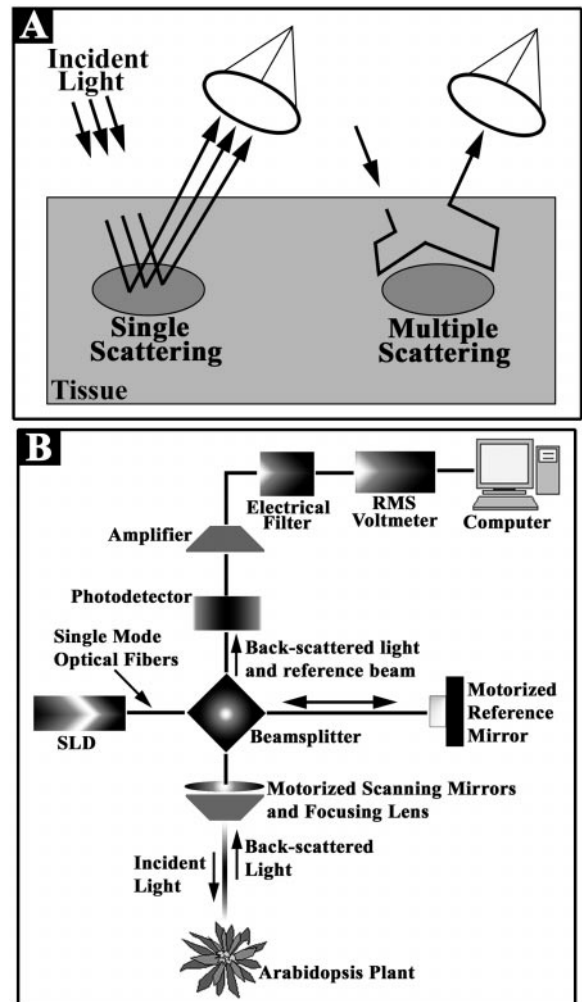 A
Incident
Light
Single
Scattering
Multiple
Scattering
Tissue
B
Electrical
Filter
RMS
Voltmeter
Computer
Amplifier
Photodetector
Single Mode
Optical Fibers
Back-scattered light
and reference beam
SLD
Beamsplitter
Motorized
Reference
Mirror
Motorized Scanning Mirrors
and Focusing Lens
Incident
Light
Back-scattered
Light
Arabidopsis Plant